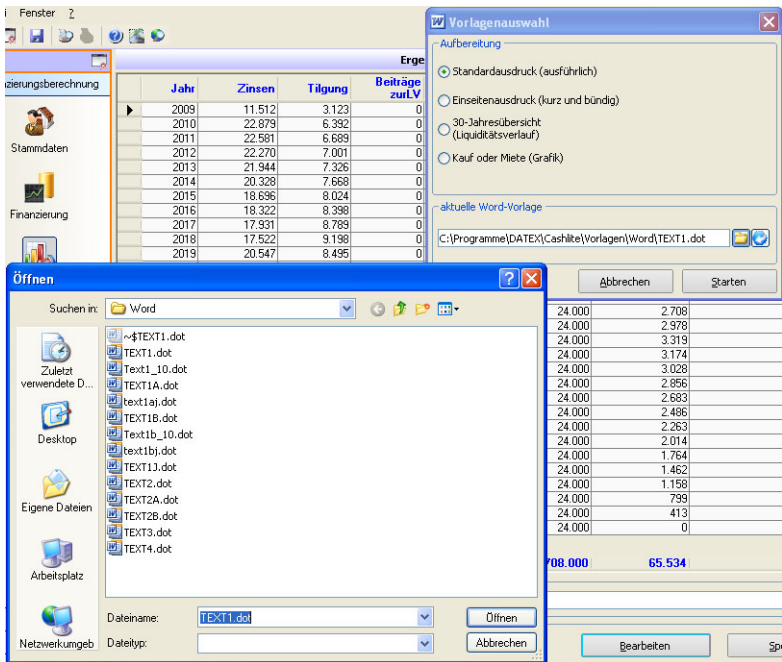 i Fenster ?
Erge
nzierungsberechnung
Stammdaten
Finanzierung
Jahr Zinsen Tilgung Beiträge zurLV
2009 11.512 3.123 0
2010 22.879 6.392 0
2011 22.581 6.689 0
2012 22.270 7.001 0
2013 21.944 7.326 0
2014 20.328 7.668 0
2015 18.696 8.024 0
2016 18.322 8.398 0
2017 17.931 8.789 0
2018 17.522 9.198 0
2019 20.547 8.495 0
Vorlagenauswahl
Aufbereitung
Standardausdruck (ausführlich)
Einseitenausdruck (kurz und bündig)
30-Jahresübersicht
(Liquiditätsverlauf)
Kauf oder Miete (Grafik)
aktuelle Word-Vorlage
C:\Programme\DATEX\Cashlite\Vorlagen\Word\TEXT1.dot
Abbrechen Starten
Öffnen
Suchen in: Word
Zuletzt
verwendete D...
Desktop
Eigene Dateien
Arbeitsplatz
Netzwerkumgeb
~$TEXT1.dot
TEXT1.dot
Text1_10.dot
TEXT1A.dot
text1aj.dot
TEXT1B.dot
Text1b_10.dot
text1bj.dot
TEXT1J.dot
TEXT2.dot
TEXT2A.dot
TEXT2B.dot
TEXT3.dot
TEXT4.dot
Dateiname: TEXT1.dot Öffnen
Dateityp: Abbrechen
24.000 2.708
24.000 2.978
24.000 3.319
24.000 3.174
24.000 3.028
24.000 2.856
24.000 2.683
24.000 2.486
24.000 2.263
24.000 2.014
24.000 1.764
24.000 1.462
24.000 1.158
24.000 799
24.000 413
24.000 0
708.000 65.534
Bearbeiten Spe